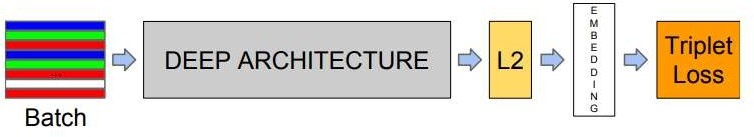 ...
Batch
DEEP ARCHITECTURE
L2
EMBEDDING
Triplet
Loss